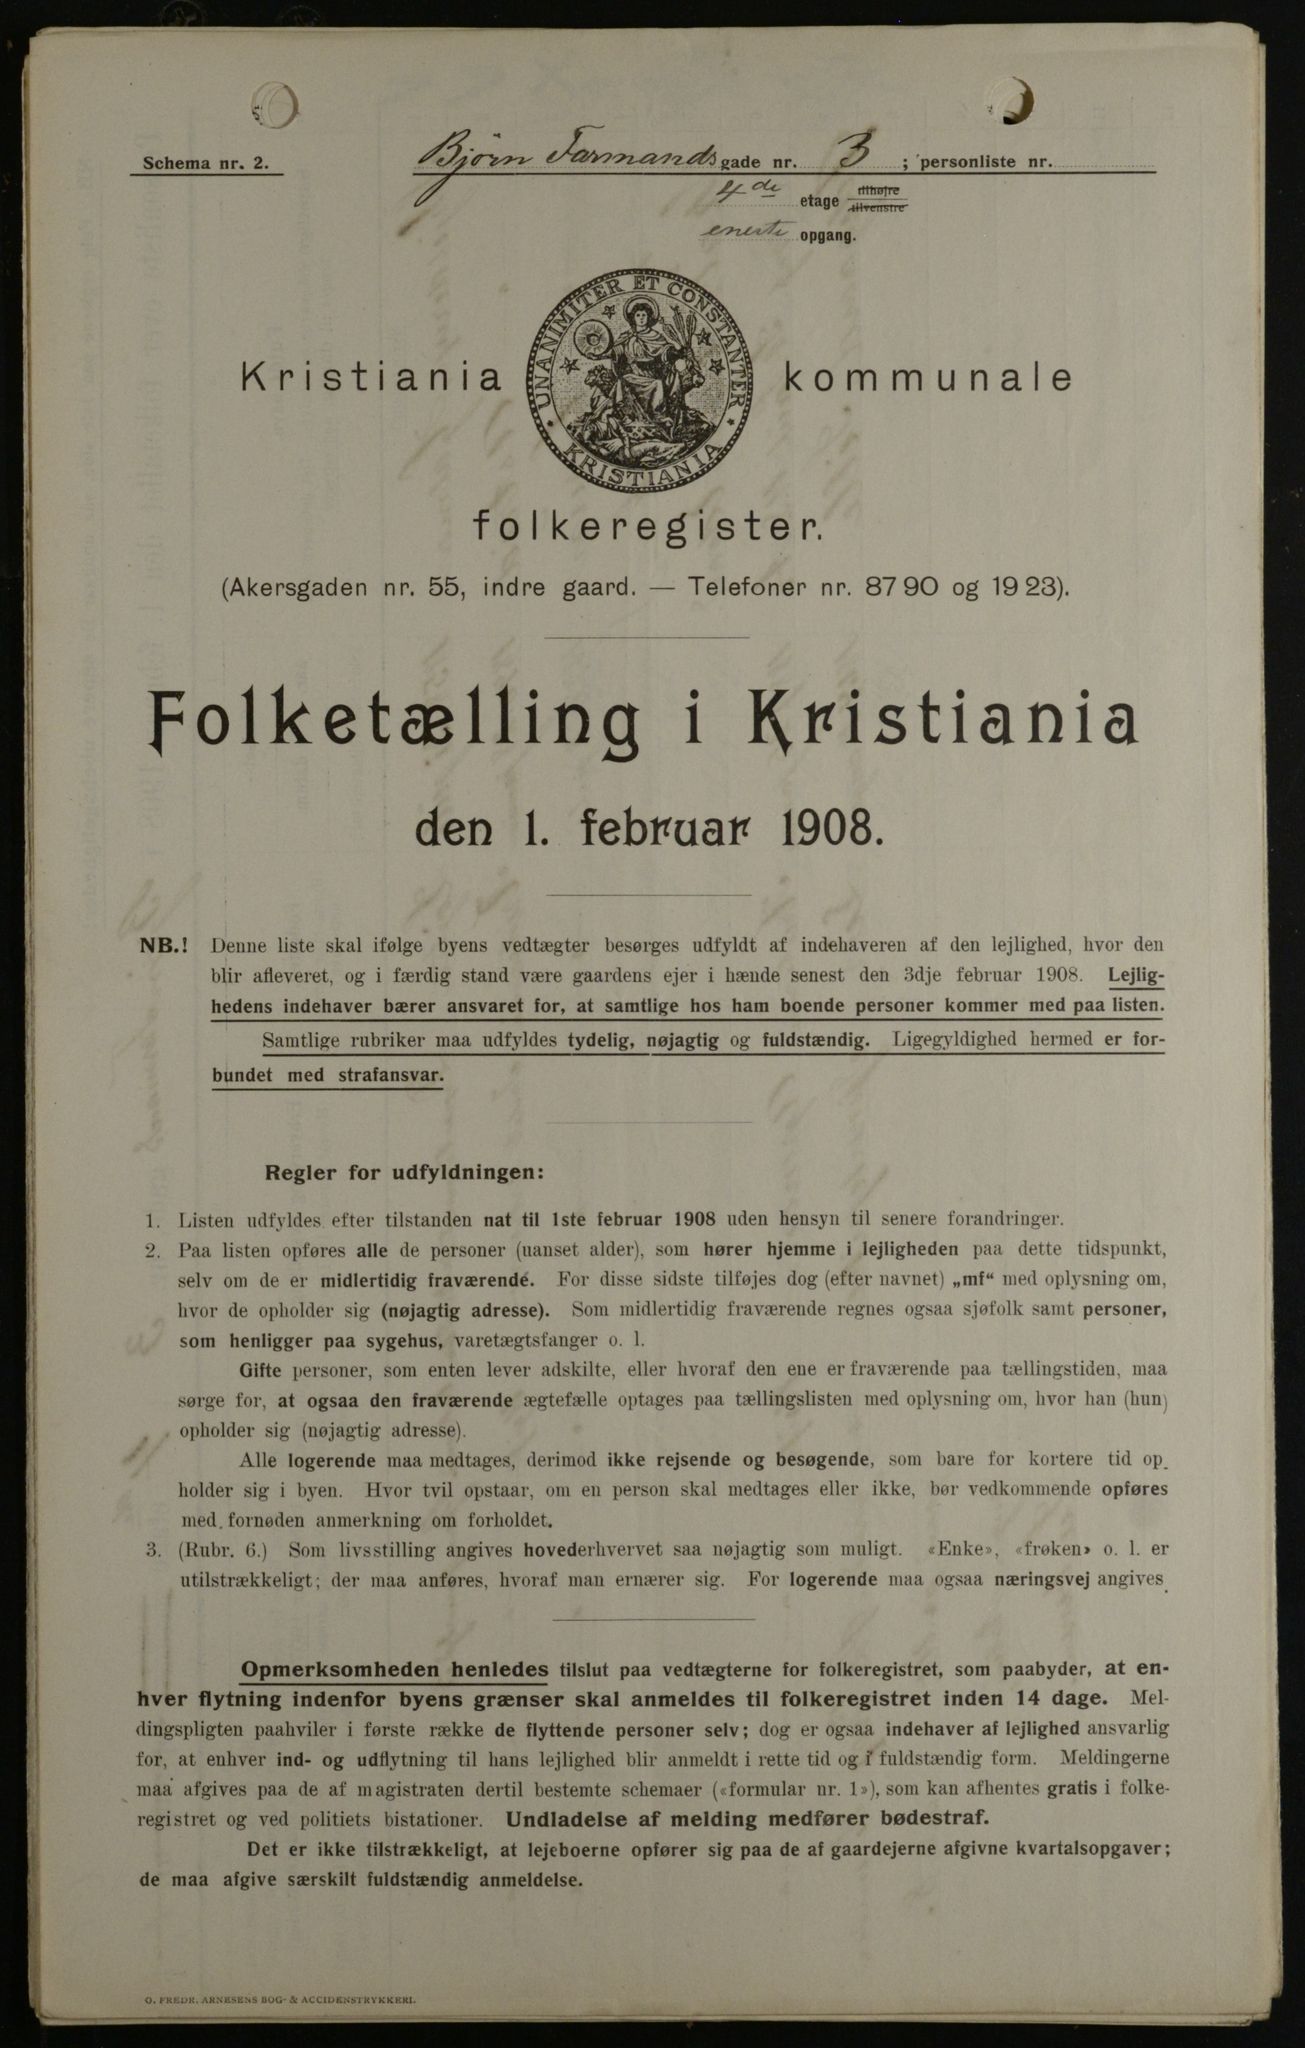 Schema nr. 2.
Bjørn Farmands gade nr. 3 ; personliste nr.
4de etage tilhøjre
tilvenstre
eneste opgang.
UNANIMITER ET CONSTANTER
KRISTIANIA
Kristiania kommunale
folkeregister.
(Akersgaden nr. 55, indre gaard. — Telefoner nr. 8790 og 1923).
Folketælling i Kristiania
den 1. februar 1908.
NB.! Denne liste skal ifølge byens vedtægter besørges udfyldt af indehaveren af den lejlighed, hvor den
blir afleveret, og i færdig stand være gaardens ejer i hænde senest den 3dje februar 1908. Lejlig-
hedens indehaver bærer ansvaret for, at samtlige hos ham boende personer kommer med paa listen.
Samtlige rubriker maa udfyldes tydelig, nøjagtig og fuldstændig. Ligegyldighed hermed er for-
bundet med strafansvar.
Regler for udfyldningen:
1. Listen udfyldes efter tilstanden nat til 1ste februar 1908 uden hensyn til senere forandringer.
2. Paa listen opføres alle de personer (uanset alder), som hører hjemme i lejligheden paa dette tidspunkt,
selv om de er midlertidig fraværende. For disse sidste tilføjes dog (efter navnet) „mf“ med oplysning om,
hvor de opholder sig (nøjagtig adresse). Som midlertidig fraværende regnes ogsaa sjøfolk samt personer,
som henligger paa sygehus, varetægtsfanger o. l.
Gifte personer, som enten lever adskilte, eller hvoraf den ene er fraværende paa tællingstiden, maa
sørge for, at ogsaa den fraværende ægtefælle optages paa tællingslisten med oplysning om, hvor han (hun)
opholder sig (nøjagtig adresse).
Alle logerende maa medtages, derimod ikke rejsende og besøgende, som bare for kortere tid op-
holder sig i byen. Hvor tvil opstaar, om en person skal medtages eller ikke, bør vedkommende opføres
med fornøden anmerkning om forholdet.
3. (Rubr. 6.) Som livsstilling angives hovederhvervet saa nøjagtig som muligt. «Enke», «frøken» o. l. er
utilstrækkeligt; der maa anføres, hvoraf man ernærer sig. For logerende maa ogsaa næringsvej angives.
Opmerksomheden henledes tilslut paa vedtægterne for folkeregistret, som paabyder, at en-
hver flytning indenfor byens grænser skal anmeldes til folkeregistret inden 14 dage. Mel-
dingspligten paahviler i første række de flyttende personer selv; dog er ogsaa indehaver af lejlighed ansvarlig
for, at enhver ind- og udflytning til hans lejlighed blir anmeldt i rette tid og i fuldstændig form. Meldingerne
maa afgives paa de af magistraten dertil bestemte schemaer («formular nr. 1»), som kan afhentes gratis i folke-
registret og ved politiets bistationer. Undladelse af melding medfører bødestraf.
Det er ikke tilstrækkeligt, at lejeboerne opfører sig paa de af gaardejerne afgivne kvartalsopgaver;
de maa afgive særskilt fuldstændig anmeldelse.
O. FREDR. ARNESENS BOG- & ACCIDENSTRYKKERI.